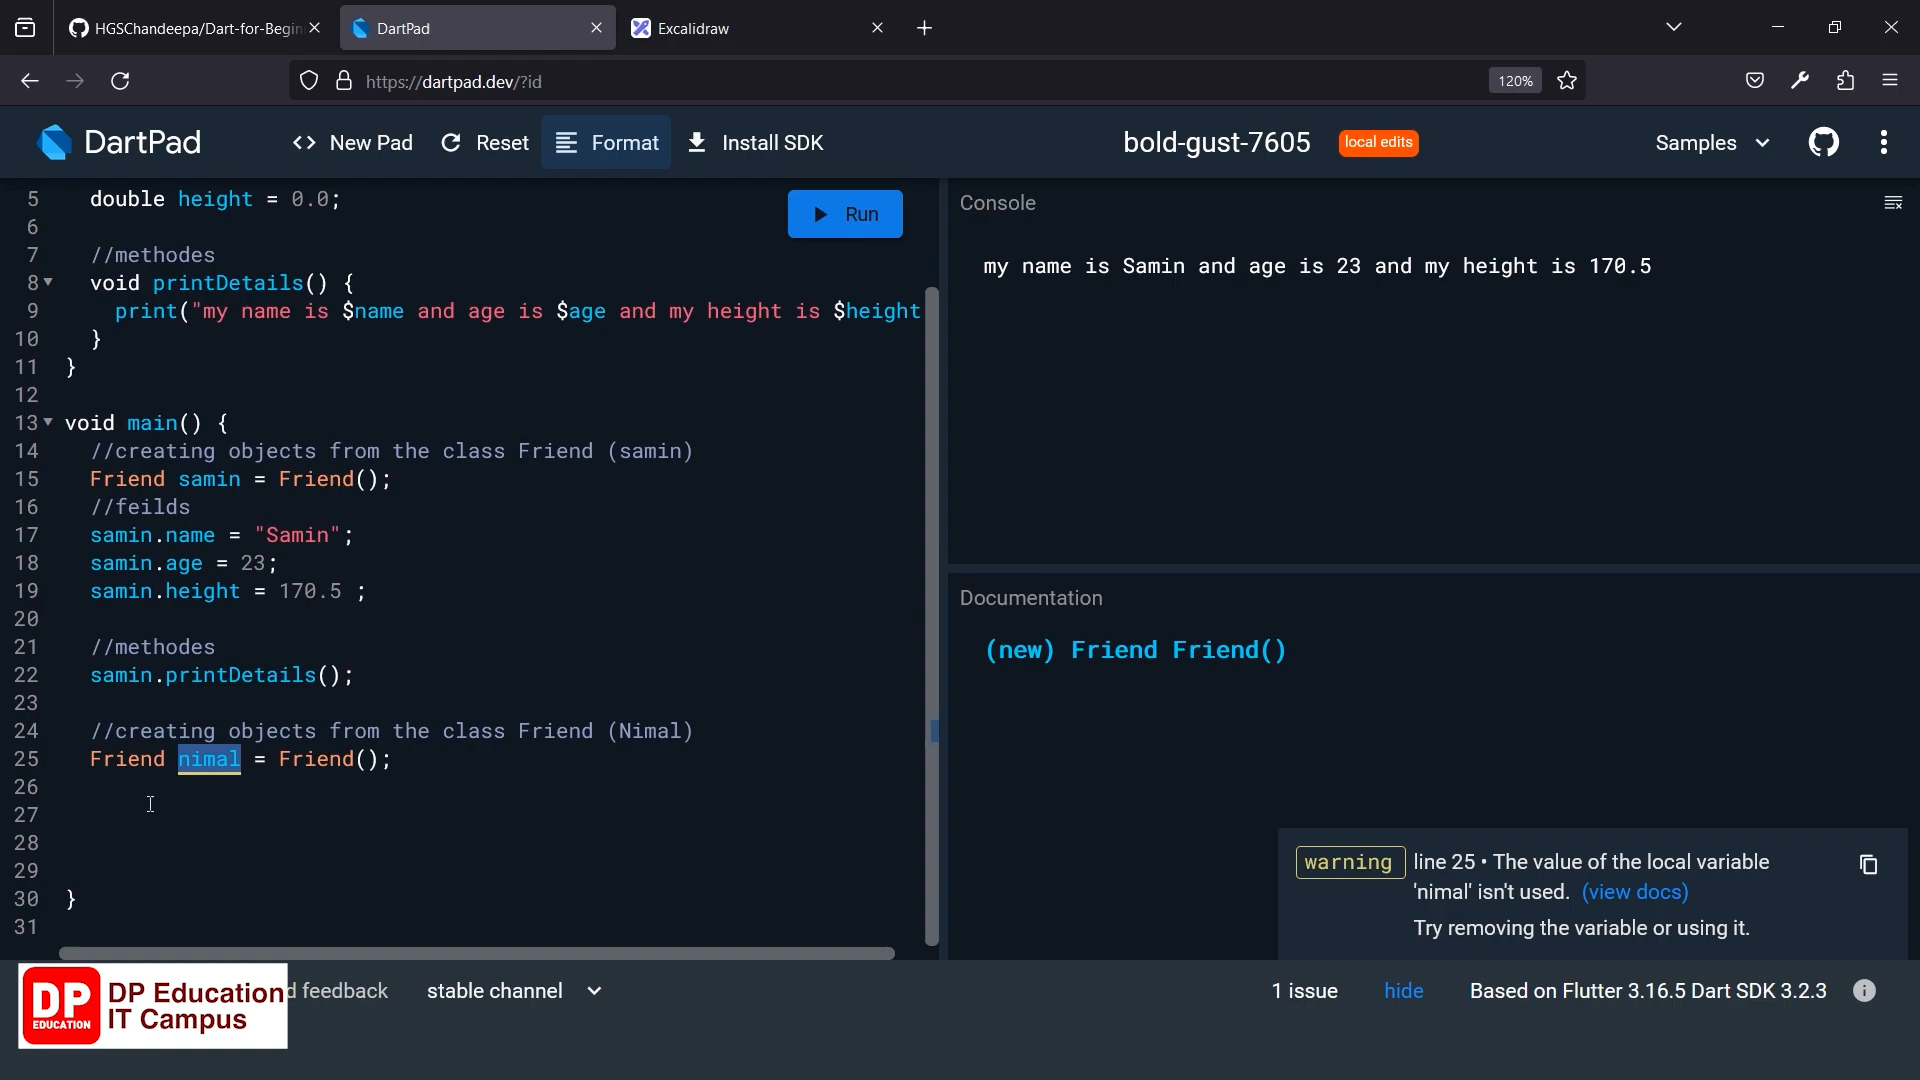 HGSChandeepa/Dart-for-Begin
DartPad
Excalidraw
https://dartpad.dev/?id
120%
DartPad
<> New Pad
Reset
Format
Install SDK
bold-gust-7605
local edits
Samples
5 double height = 0.0;
6
7 //methodes
8 void printDetails() {
9 print("my name is $name and age is $age and my height is $height
10 }
11 }
12
13 void main() {
14 //creating objects from the class Friend (samin)
15 Friend samin = Friend();
16 //feilds
17 samin.name = "Samin";
18 samin.age = 23;
19 samin.height = 170.5 ;
20
21 //methodes
22 samin.printDetails();
23
24 //creating objects from the class Friend (Nimal)
25 Friend nimal = Friend();
26
27
28
29
30 }
31
Run
Console
my name is Samin and age is 23 and my height is 170.5
Documentation
(new) Friend Friend()
warning line 25 • The value of the local variable
'nimal' isn't used. (view docs)
Try removing the variable or using it.
DP
EDUCATION
DP Education
IT Campus
d feedback
stable channel
1 issue
hide
Based on Flutter 3.16.5 Dart SDK 3.2.3